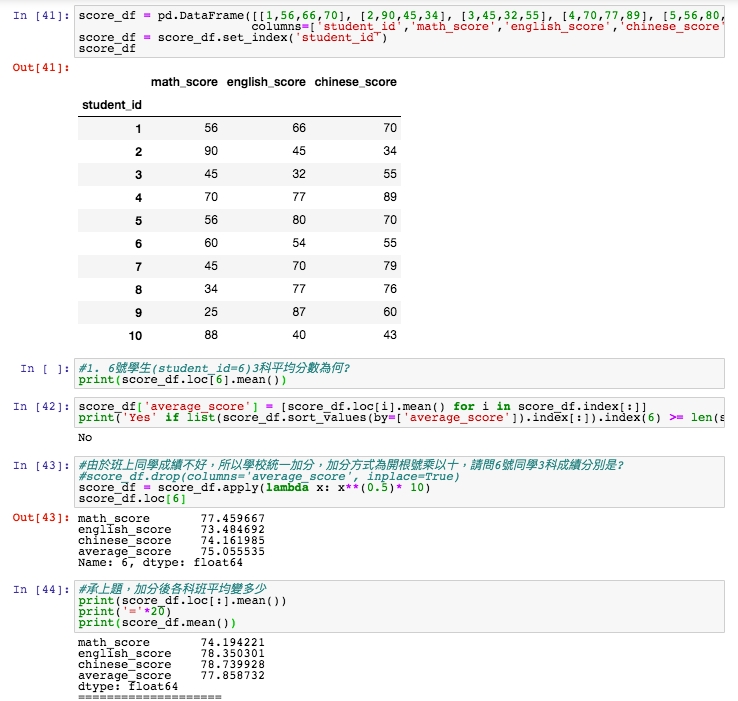 In [41]: score_df = pd.DataFrame([[1,56,66,70], [2,90,45,34], [3,45,32,55], [4,70,77,89], [5,56,80,
columns=['student_id','math_score','english_score','chinese_score'
score_df = score_df.set_index('student_id')
score_df
Out[41]:
math_score english_score chinese_score
student_id
1 56 66 70
2 90 45 34
3 45 32 55
4 70 77 89
5 56 80 70
6 60 54 55
7 45 70 79
8 34 77 76
9 25 87 60
10 88 40 43
In [ ]: #1. 6號學生(student_id=6)3科平均分數為何?
print(score_df.loc[6].mean())
In [42]: score_df['average_score'] = [score_df.loc[i].mean() for i in score_df.index[:]]
print('Yes' if list(score_df.sort_values(by=['average_score']).index[:]).index(6) >= len(s
No
In [43]: #由於班上同學成績不好，所以學校統一加分，加分方式為開根號乘以十，請問6號同學3科成績分別是?
#score_df.drop(columns='average_score', inplace=True)
score_df = score_df.apply(lambda x: x**(0.5)* 10)
score_df.loc[6]
Out[43]: math_score 77.459667
english_score 73.484692
chinese_score 74.161985
average_score 75.055535
Name: 6, dtype: float64
In [44]: #承上題，加分後各科班平均變多少
print(score_df.loc[:].mean())
print('='*20)
print(score_df.mean())
math_score 74.194221
english_score 78.350301
chinese_score 78.739928
average_score 77.858732
dtype: float64
====================